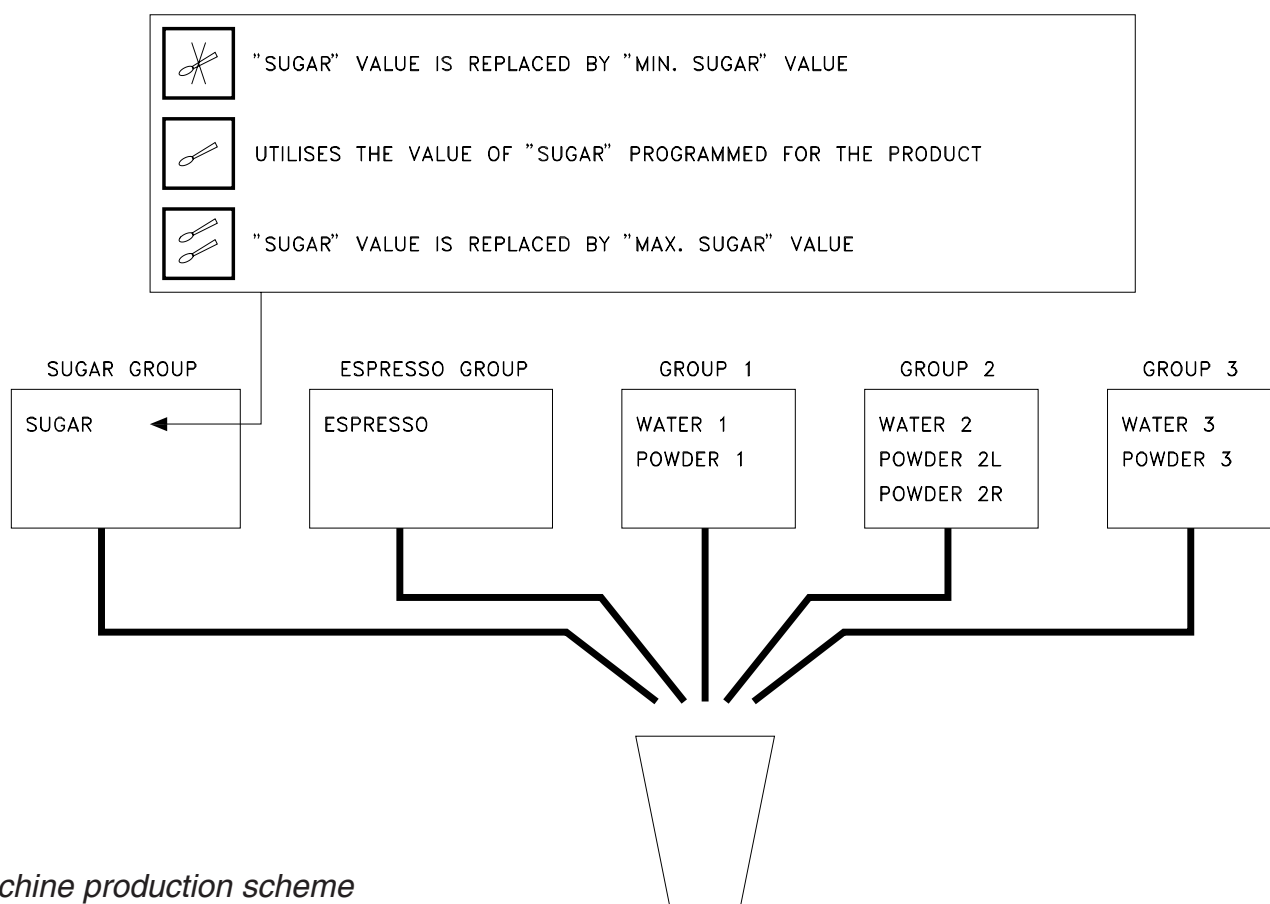 "SUGAR" VALUE IS REPLACED BY "MIN. SUGAR" VALUE
UTILISES THE VALUE OF "SUGAR" PROGRAMMED FOR THE PRODUCT
"SUGAR" VALUE IS REPLACED BY "MAX. SUGAR" VALUE
SUGAR GROUP
SUGAR
ESPRESSO GROUP
ESPRESSO
GROUP 1
WATER 1
POWDER 1
GROUP 2
WATER 2
POWDER 2L
POWDER 2R
GROUP 3
WATER 3
POWDER 3
chine production scheme